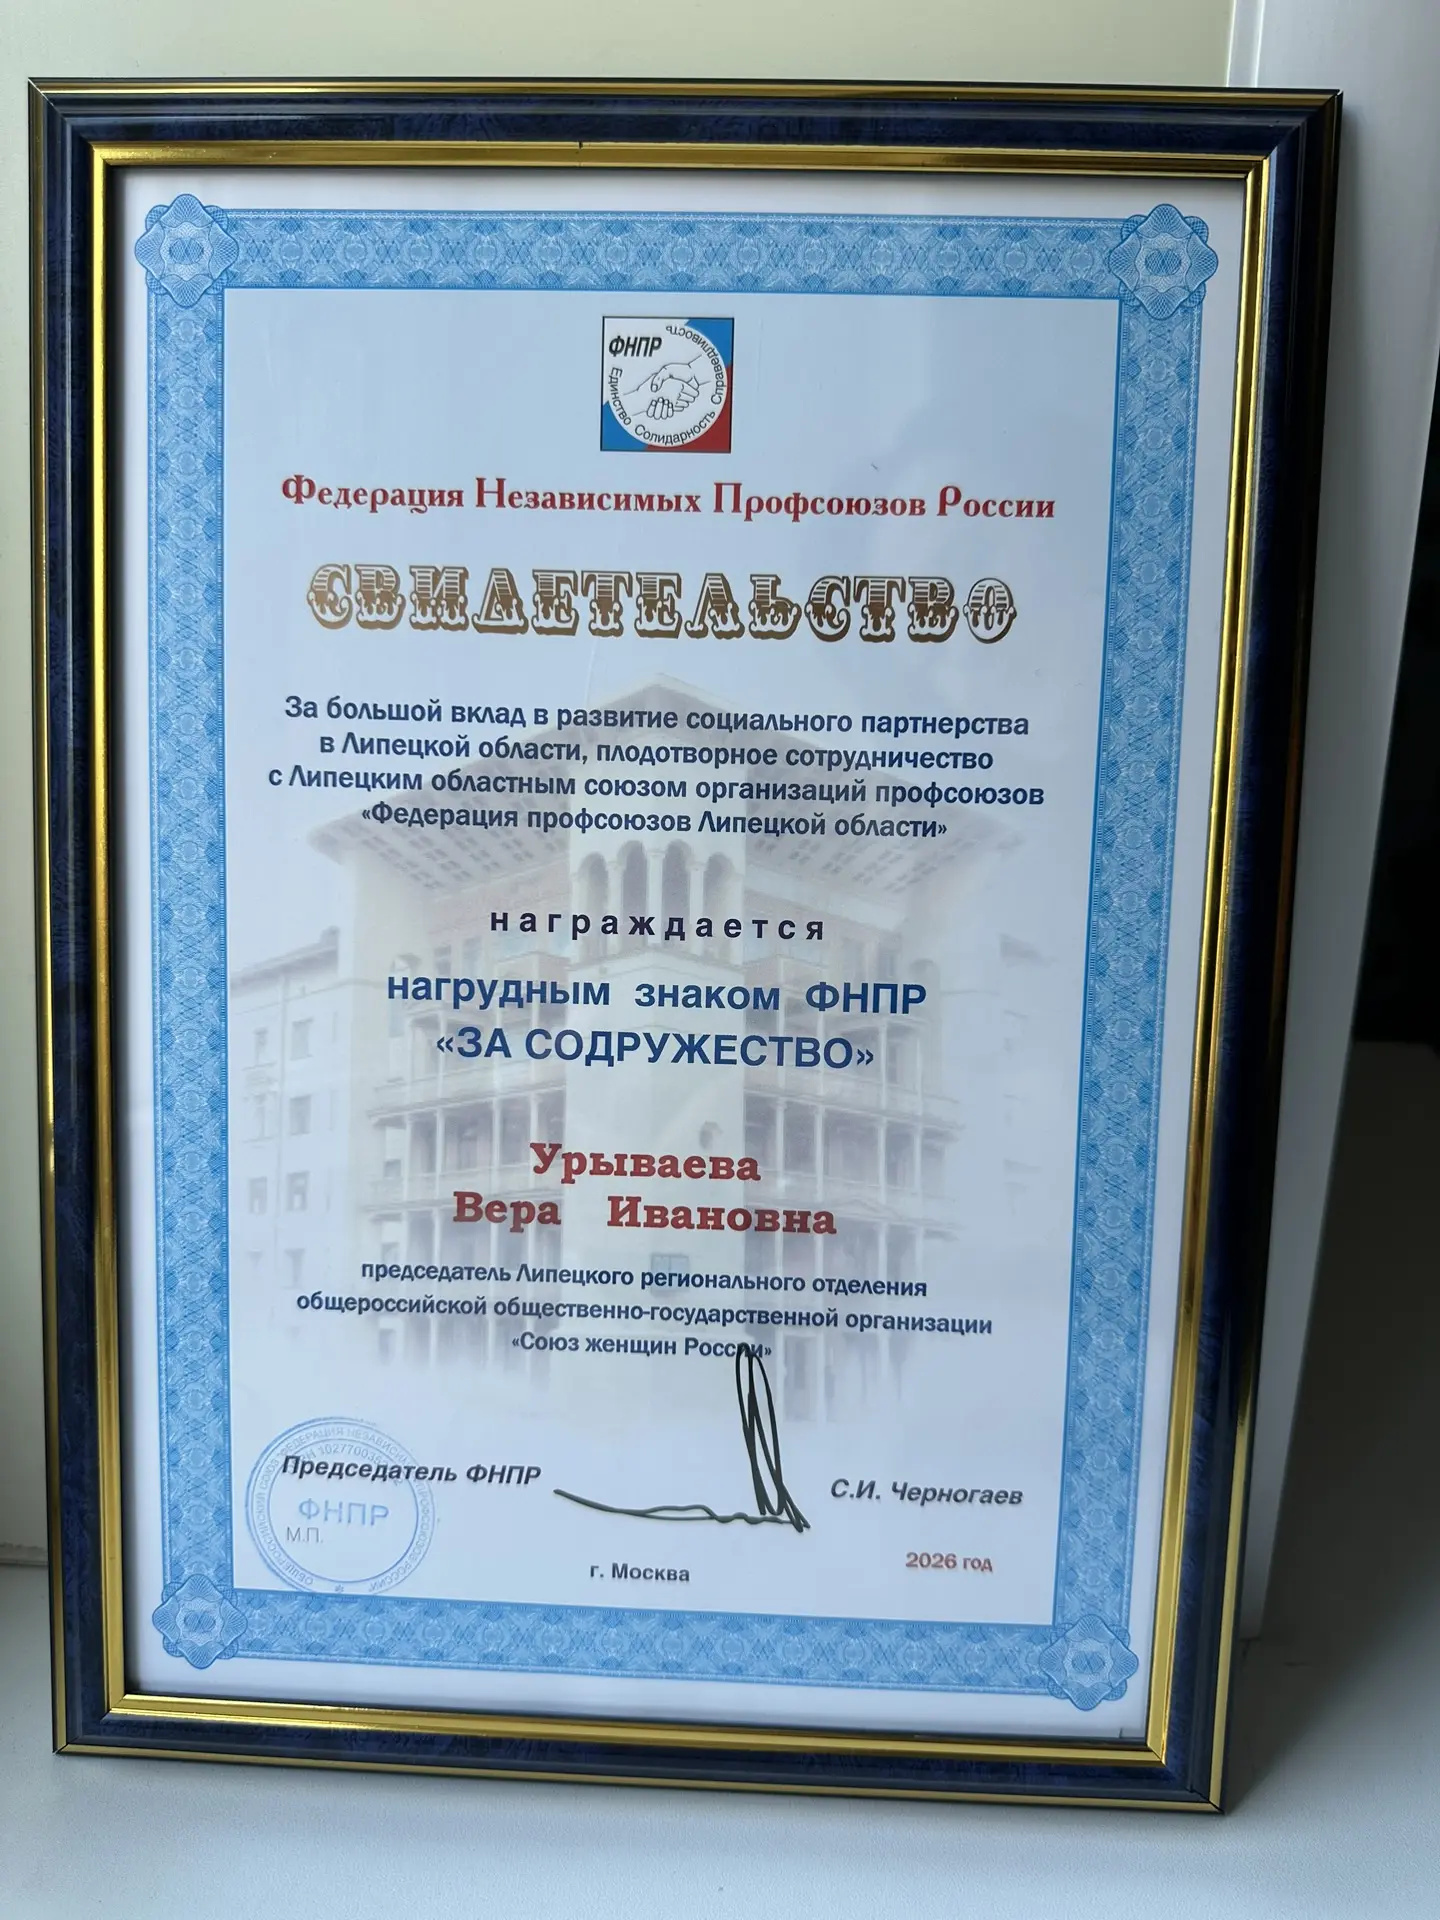 ФНПР
Единство Солидарность Справедливость
Федерация Независимых Профсоюзов России
СВИДЕТЕЛЬСТВО
За большой вклад в развитие социального партнерства
в Липецкой области, плодотворное сотрудничество
с Липецким областным союзом организаций профсоюзов
«Федерация профсоюзов Липецкой области»
награждается
нагрудным знаком ФНПР
«ЗА СОДРУЖЕСТВО»
Урываева
Вера Ивановна
председатель Липецкого регионального отделения
общероссийской общественно-государственной организации
«Союз женщин России»
Председатель ФНПР
С.И. Черногаев
ФНПР
М.П.
г. Москва
2026 год